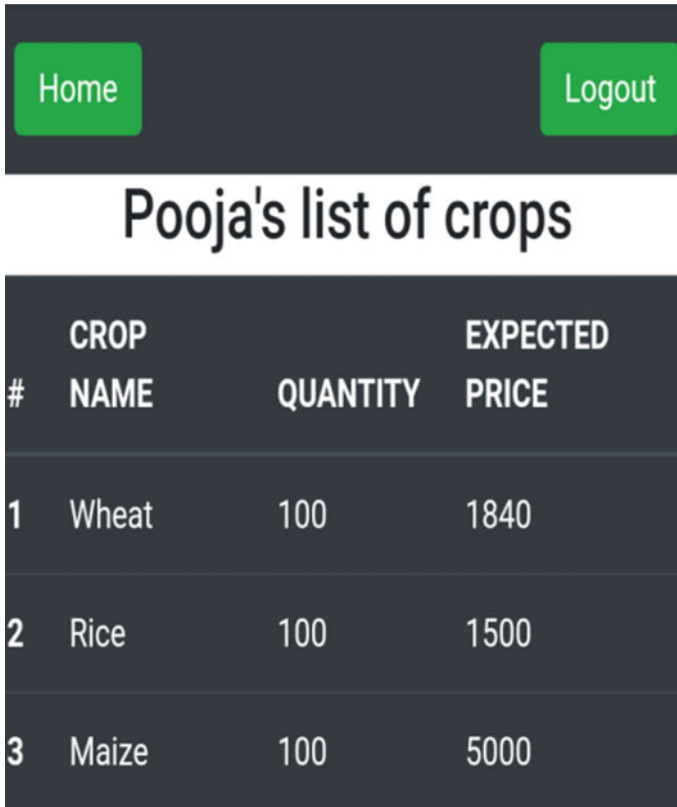 Home Logout
Pooja's list of crops
CROP EXPECTED
# NAME QUANTITY PRICE
1 Wheat 100 1840
2 Rice 100 1500
3 Maize 100 5000